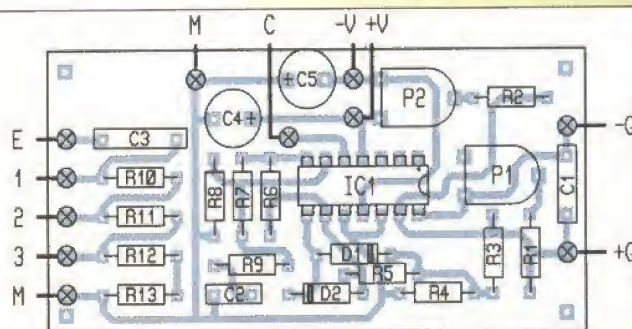 M C -V +V
+C5
P2 R2
C4+
E C3 -G
1 R10 R8 R7 R6 IC1 P1 C1
2 R11
3 R12 R9 D1 R3 R1 +G
R5
M R13 C2 D2 R4